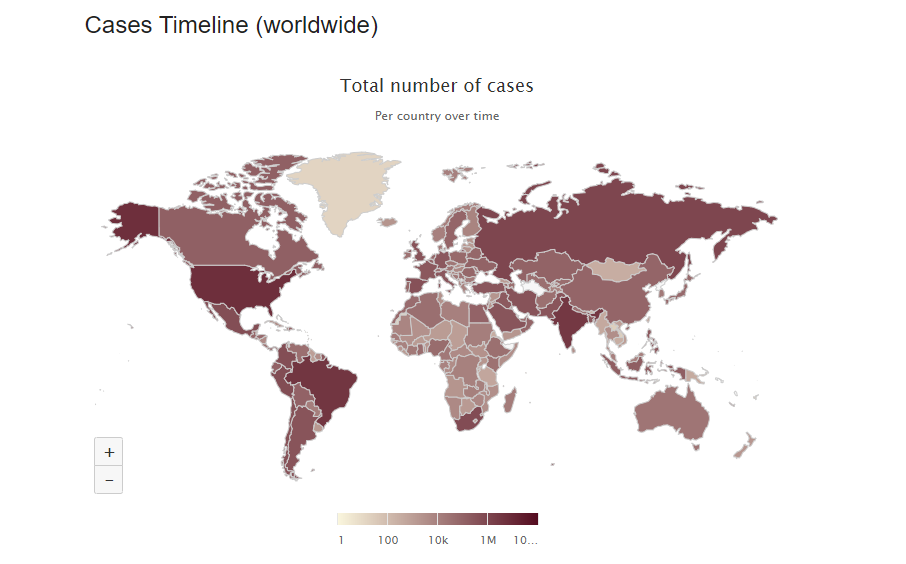 Cases Timeline (worldwide)
Total number of cases
Per country over time
+
−
1 100 10k 1M 10...